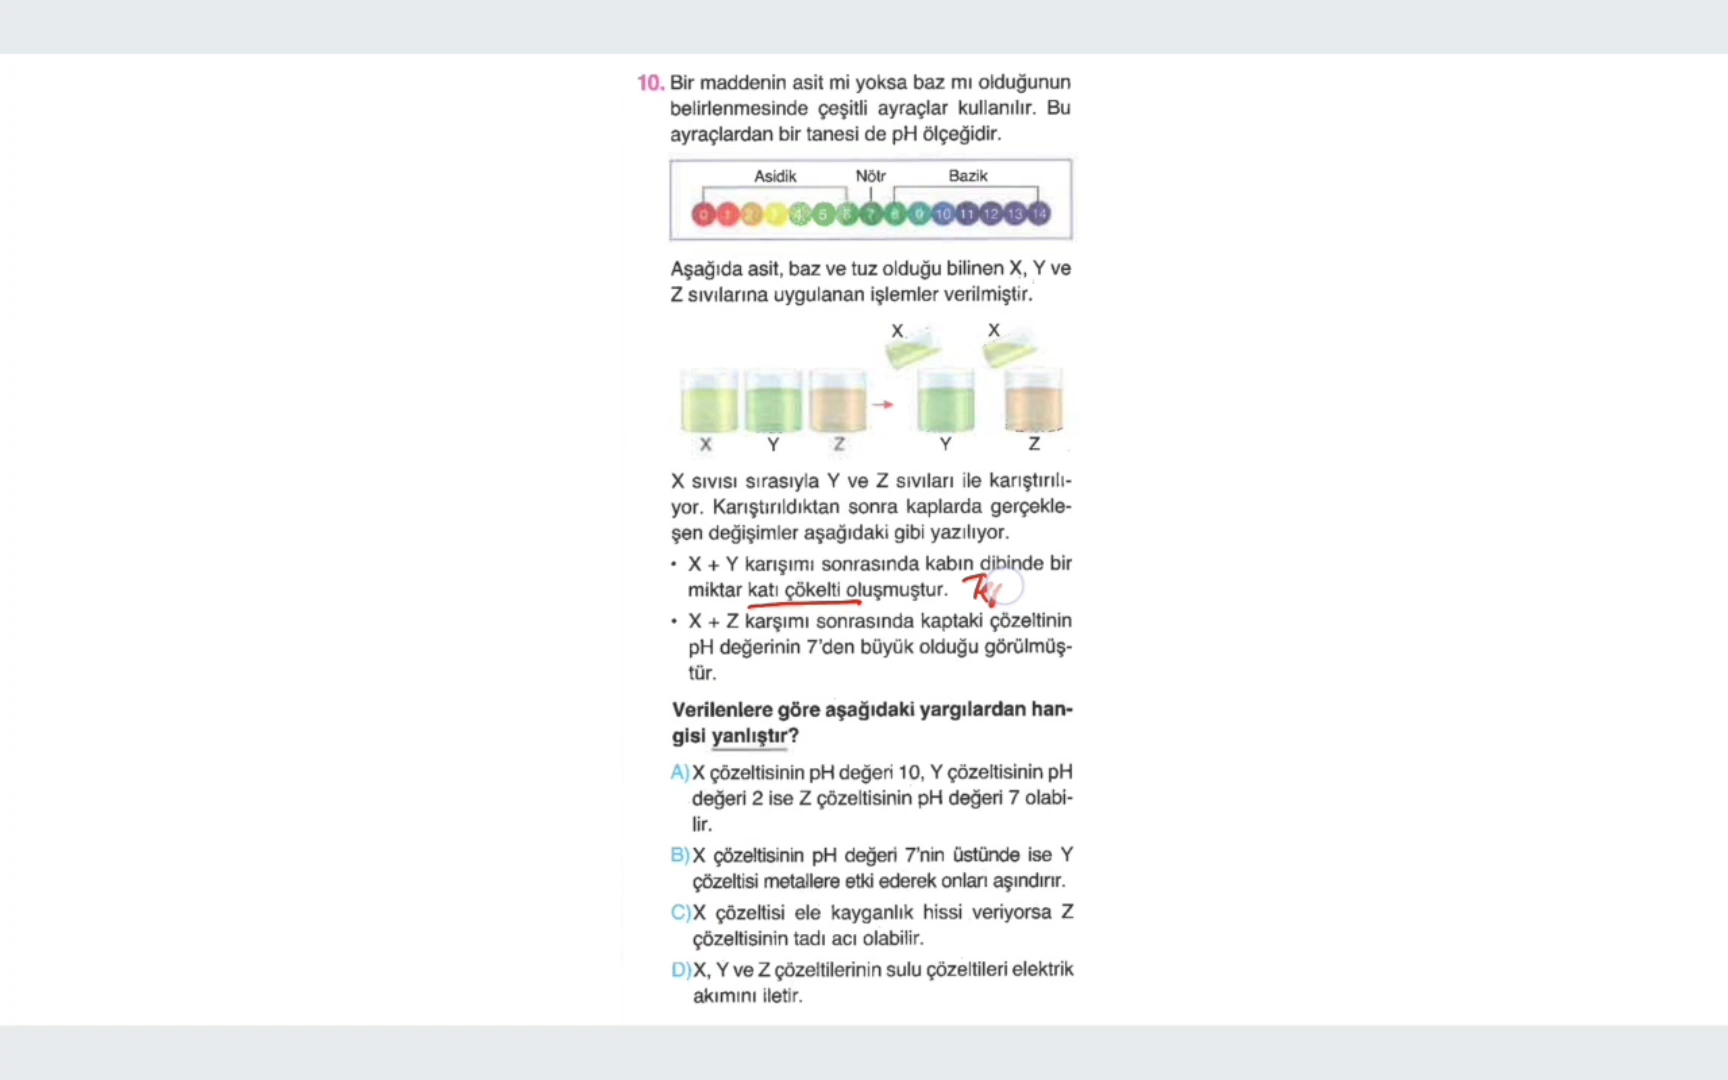 10. Bir maddenin asit mi yoksa baz mı olduğunun
belirlenmesinde çeşitli ayraçlar kullanılır. Bu
ayraçlardan bir tanesi de pH ölçeğidir.
Asidik Nötr Bazik
0 1 2 3 4 5 6 7 8 9 10 11 12 13 14
Aşağıda asit, baz ve tuz olduğu bilinen X, Y ve
Z sıvılarına uygulanan işlemler verilmiştir.
X X
X Y Z Y Z
X sıvısı sırasıyla Y ve Z sıvıları ile karıştırılı-
yor. Karıştırıldıktan sonra kaplarda gerçekle-
şen değişimler aşağıdaki gibi yazılıyor.
• X + Y karışımı sonrasında kabın dibinde bir
miktar katı çökelti oluşmuştur.
• X + Z karşımı sonrasında kaptaki çözeltinin
pH değerinin 7'den büyük olduğu görülmüş-
tür.
Verilenlere göre aşağıdaki yargılardan han-
gisi yanlıştır?
A) X çözeltisinin pH değeri 10, Y çözeltisinin pH
değeri 2 ise Z çözeltisinin pH değeri 7 olabi-
lir.
B) X çözeltisinin pH değeri 7'nin üstünde ise Y
çözeltisi metallere etki ederek onları aşındırır.
C) X çözeltisi ele kayganlık hissi veriyorsa Z
çözeltisinin tadı acı olabilir.
D) X, Y ve Z çözeltilerinin sulu çözeltileri elektrik
akımını iletir.